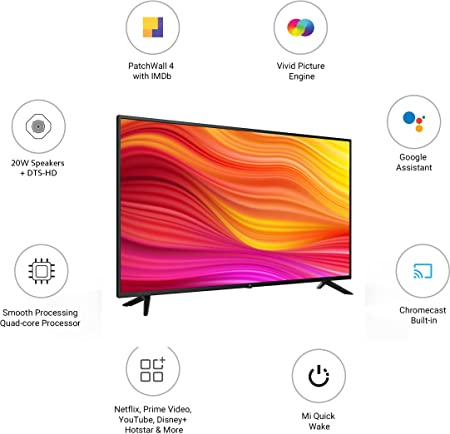 PatchWall 4
with IMDb
Vivid Picture
Engine
20W Speakers
+ DTS-HD
Google
Assistant
Smooth Processing
Quad-core Processor
Chromecast
Built-in
Netflix, Prime Video,
YouTube, Disney+
Hotstar & More
Mi Quick
Wake